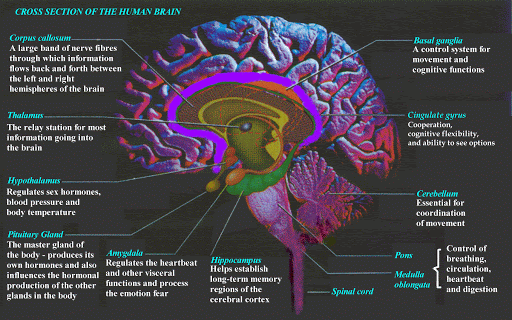 CROSS SECTION OF THE HUMAN BRAIN
Corpus callosum
A large band of nerve fibres
through which information
flows back and forth between
the left and right
hemispheres of the brain
Thalamus
The relay station for most
information going into
the brain
Hypothalamus
Regulates sex hormones,
blood pressure and
body temperature
Pituitary Gland
The master gland of
the body - produces its
own hormones and also
influences the hormonal
production of the other
glands in the body
Amygdala
Regulates the heartbeat
and other visceral
functions and process
the emotion fear
Hippocampus
Helps establish
long-term memory
regions of the
cerebral cortex
Basal ganglia
A control system for
movement and
cognitive functions
Cingulate gyrus
Cooperation,
cognitive flexibility,
and ability to see options
Cerebellum
Essential for
coordination
of movement
Pons
Medulla
oblongata
Control of
breathing,
circulation,
heartbeat
and digestion
Spinal cord